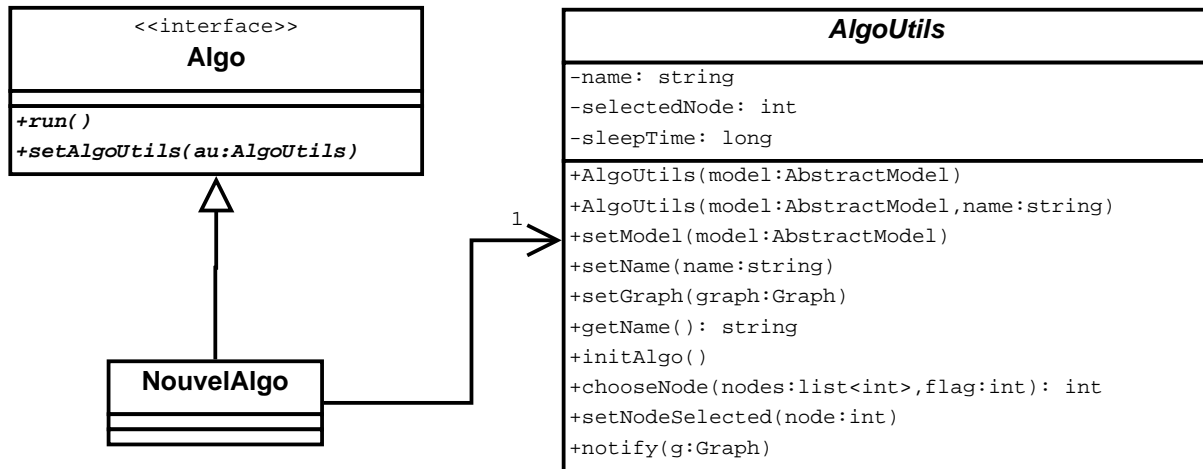 <<interface>>
Algo
+run()
+setAlgoUtils(au:AlgoUtils)
NouvelAlgo
1
AlgoUtils
-name: string
-selectedNode: int
-sleepTime: long
+AlgoUtils(model:AbstractModel)
+AlgoUtils(model:AbstractModel,name:string)
+setModel(model:AbstractModel)
+setName(name:string)
+setGraph(graph:Graph)
+getName(): string
+initAlgo()
+chooseNode(nodes:list<int>,flag:int): int
+setNodeSelected(node:int)
+notify(g:Graph)